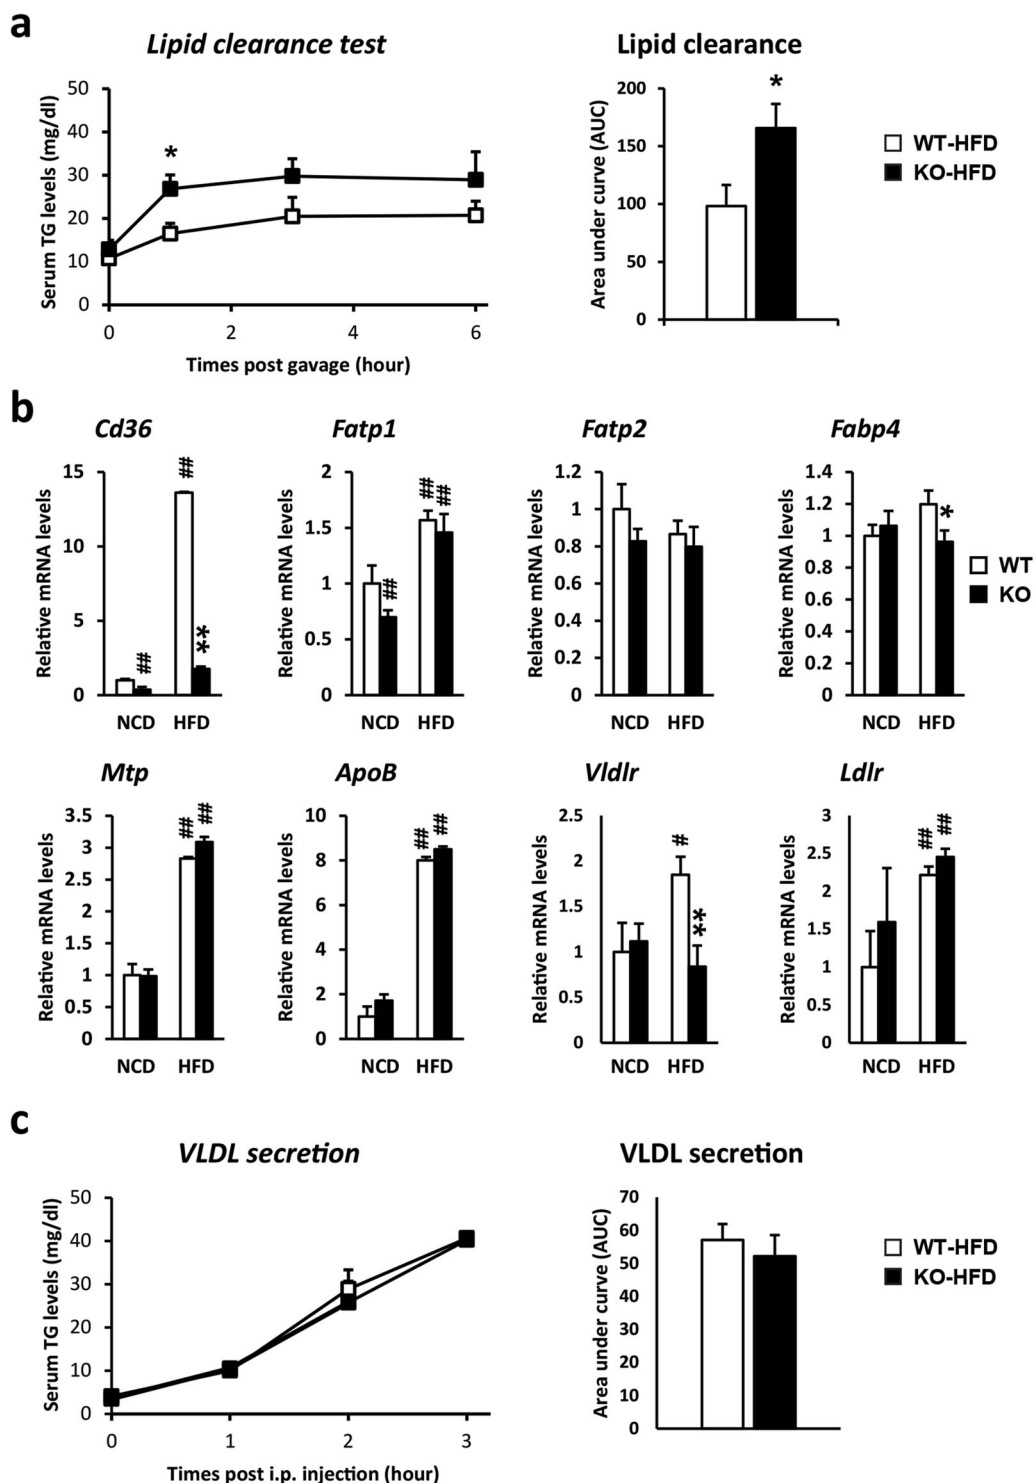 a
Lipid clearance test
Serum TG levels (mg/dl)
50
40
30
20
10
0
*
0 2 4 6
Times post gavage (hour)
Lipid clearance
Area under curve (AUC)
200
150
100
50
0
*
WT-HFD
KO-HFD
b
Cd36
Relative mRNA levels
15
10
5
0
##
##
**
NCD HFD
Fatp1
Relative mRNA levels
2
1.5
1
0.5
0
##
##
##
NCD HFD
Fatp2
Relative mRNA levels
1.2
1
0.8
0.6
0.4
0.2
0
NCD HFD
Fabp4
Relative mRNA levels
1.4
1.2
1
0.8
0.6
0.4
0.2
0
*
NCD HFD
WT
KO
Mtp
Relative mRNA levels
3.5
3
2.5
2
1.5
1
0.5
0
##
##
NCD HFD
ApoB
Relative mRNA levels
10
8
6
4
2
0
##
##
NCD HFD
Vldlr
Relative mRNA levels
2.5
2
1.5
1
0.5
0
#
**
NCD HFD
Ldlr
Relative mRNA levels
3
2.5
2
1.5
1
0.5
0
##
##
NCD HFD
c
VLDL secretion
Serum TG levels (mg/dl)
50
40
30
20
10
0
0 1 2 3
Times post i.p. injection (hour)
VLDL secretion
Area under curve (AUC)
70
60
50
40
30
20
10
0
WT-HFD
KO-HFD